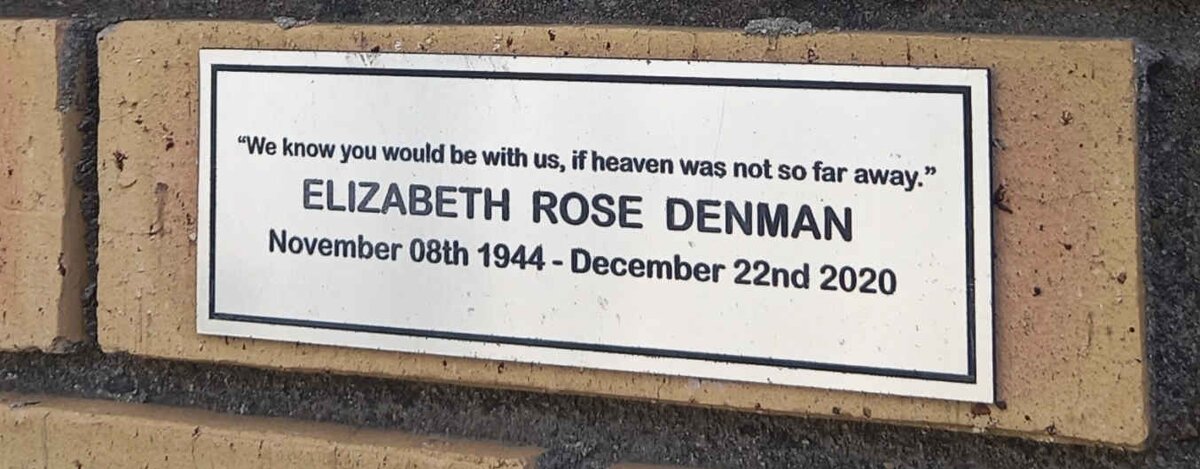 “We know you would be with us, if heaven was not so far away.”
ELIZABETH ROSE DENMAN
November 08th 1944 - December 22nd 2020